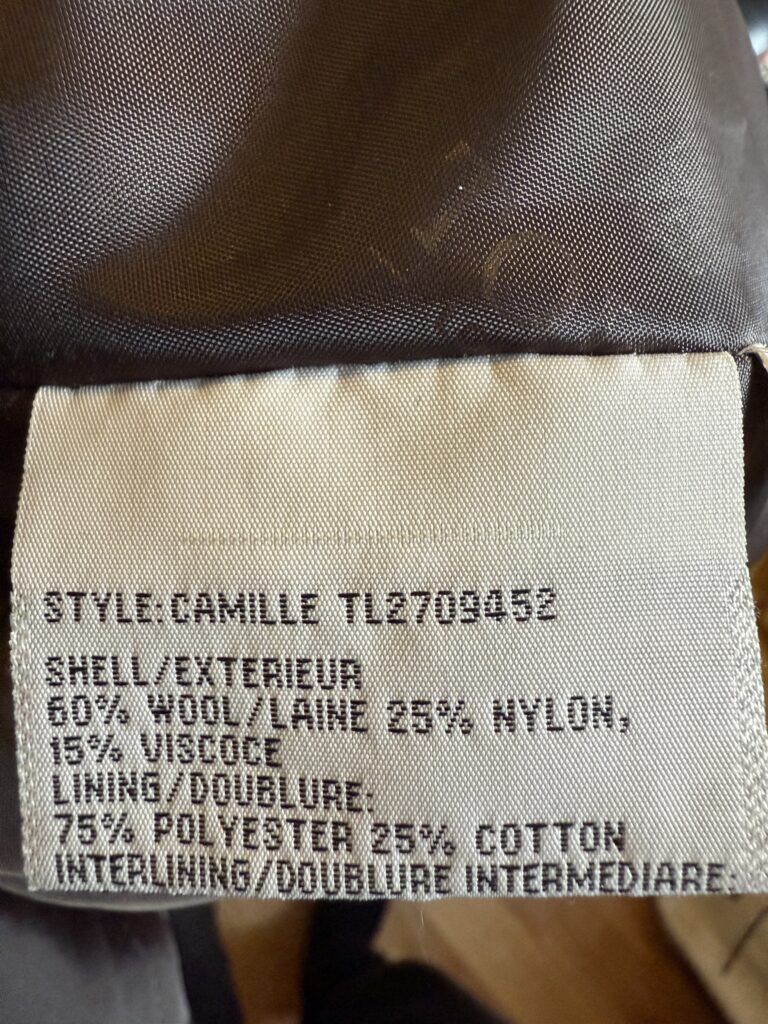 STYLE: CAMILLE TL2709452
SHELL/EXTERIEUR
60% WOOL/LAINE 25% NYLON,
15% VISCOCE
LINING/DOUBLURE:
75% POLYESTER 25% COTTON
INTERLINING/DOUBLURE INTERMEDIARE: